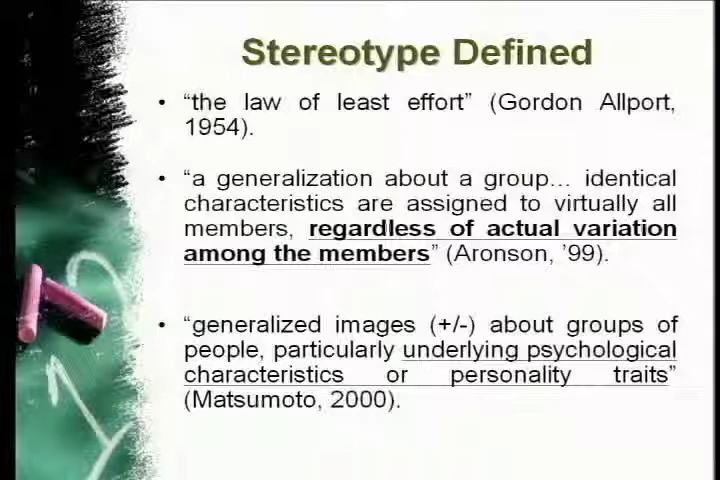 Stereotype Defined
• “the law of least effort” (Gordon Allport,
1954).
• “a generalization about a group... identical
characteristics are assigned to virtually all
members, regardless of actual variation
among the members” (Aronson, ’99).
• “generalized images (+/-) about groups of
people, particularly underlying psychological
characteristics or personality traits”
(Matsumoto, 2000).